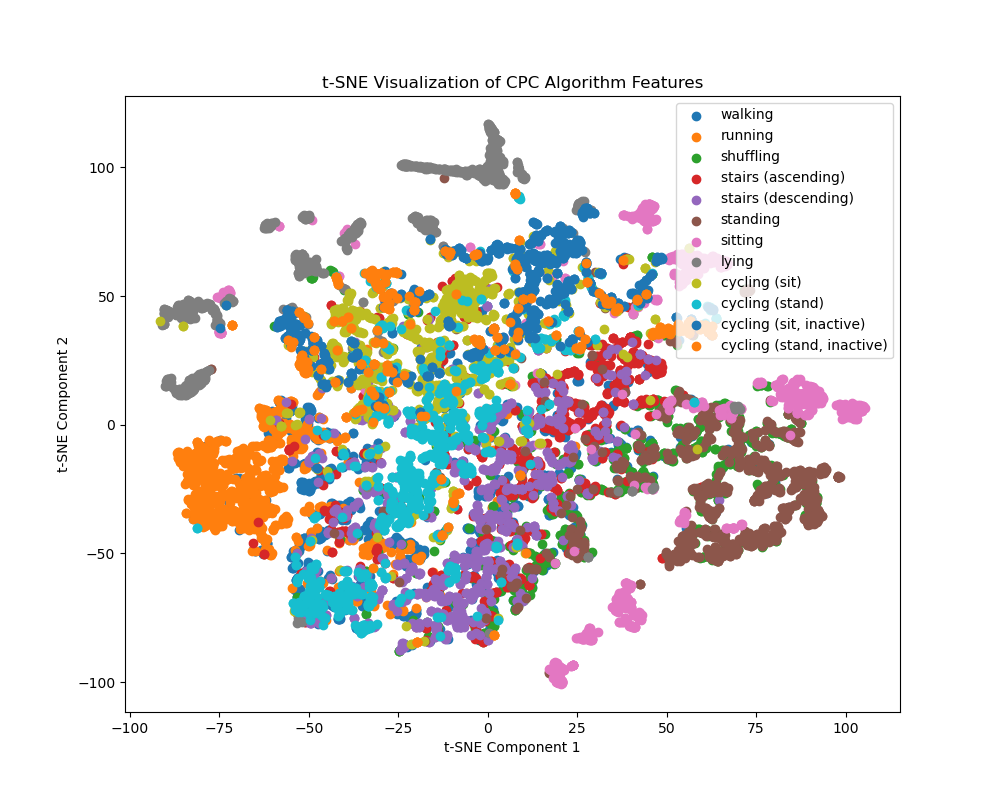 t-SNE Visualization of CPC Algorithm Features
walking
running
shuffling
stairs (ascending)
stairs (descending)
standing
sitting
lying
cycling (sit)
cycling (stand)
cycling (sit, inactive)
cycling (stand, inactive)
100
50
0
−50
−100
t-SNE Component 2
−100
−75
−50
−25
0
25
50
75
100
t-SNE Component 1